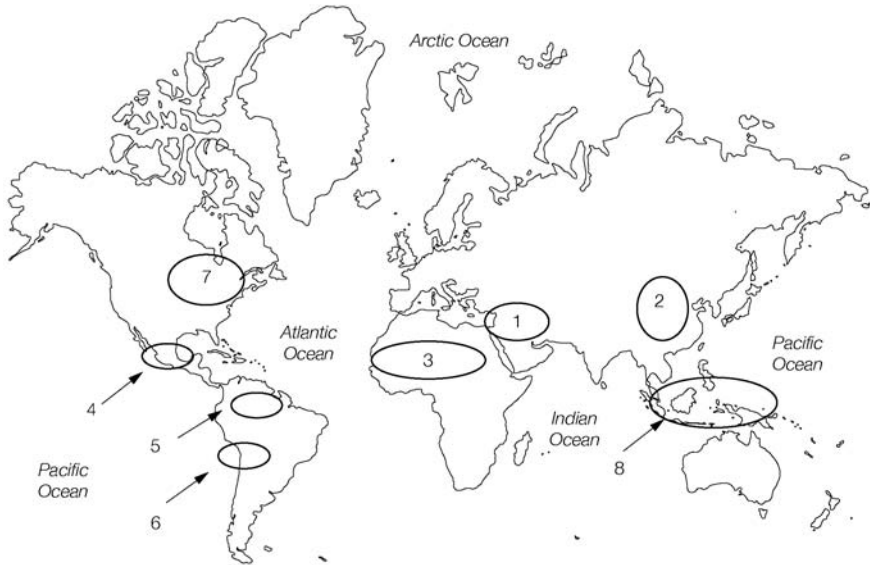 Arctic Ocean
7
2
1
Atlantic
Ocean
3
Pacific
Ocean
4
5
Indian
Ocean
8
Pacific
Ocean
6